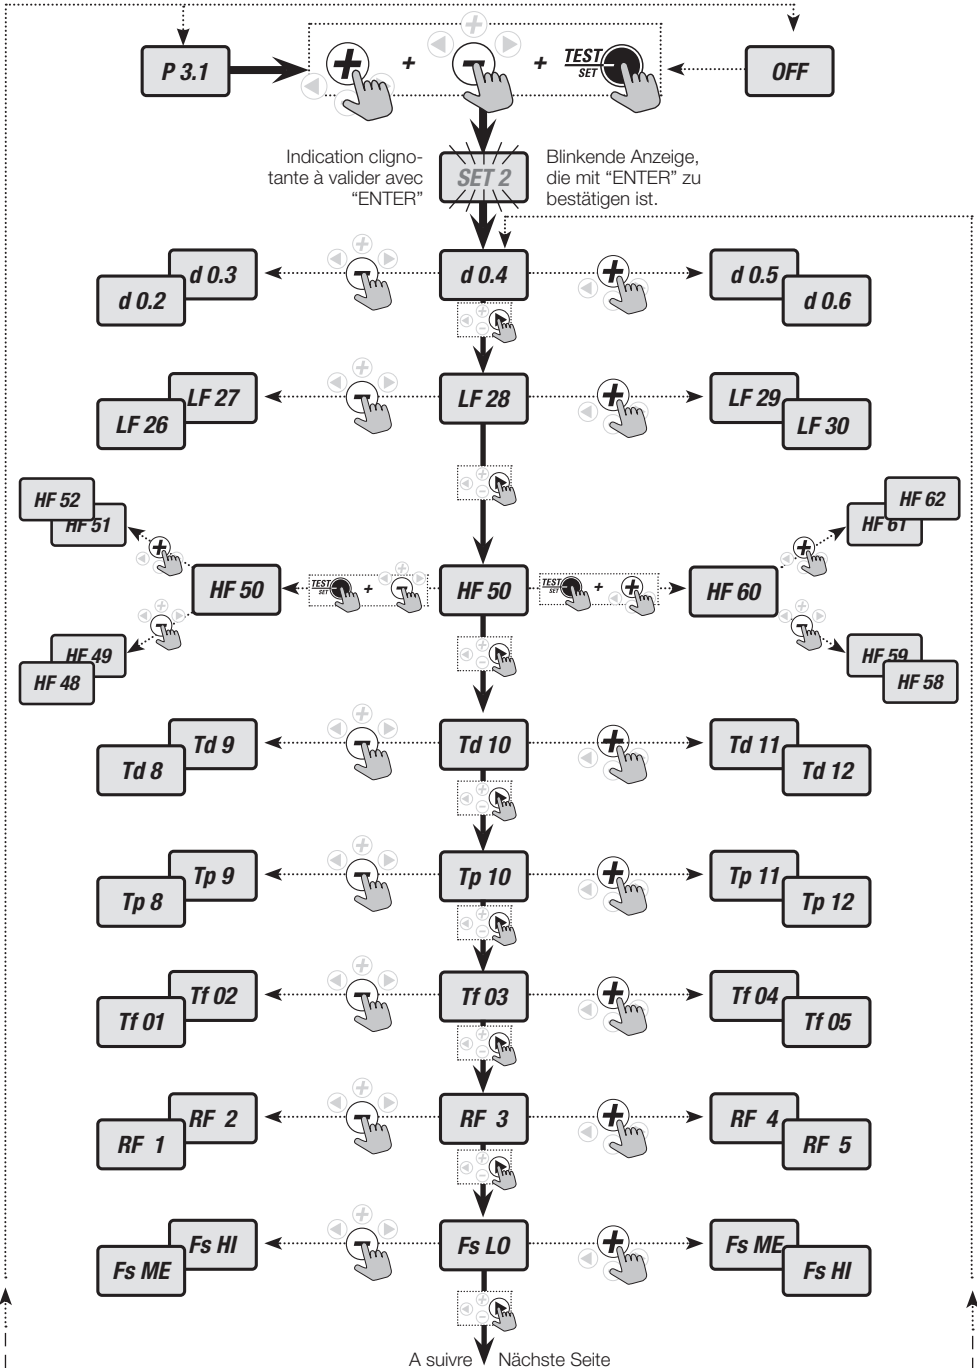 P 3.1
+
+
TEST
SET
OFF
Indication cligno-
tante à valider avec
“ENTER”
SET 2
Blinkende Anzeige,
die mit “ENTER” zu
bestätigen ist.
d 0.3
d 0.2
d 0.4
d 0.5
d 0.6
LF 27
LF 26
LF 28
LF 29
LF 30
HF 52
HF 51
HF 62
HF 61
HF 50
TEST
SET
+
HF 50
TEST
SET
+
HF 60
HF 49
HF 48
HF 59
HF 58
Td 9
Td 8
Td 10
Td 11
Td 12
Tp 9
Tp 8
Tp 10
Tp 11
Tp 12
Tf 02
Tf 01
Tf 03
Tf 04
Tf 05
RF 2
RF 1
RF 3
RF 4
RF 5
Fs HI
Fs ME
Fs LO
Fs ME
Fs HI
A suivre
Nächste Seite